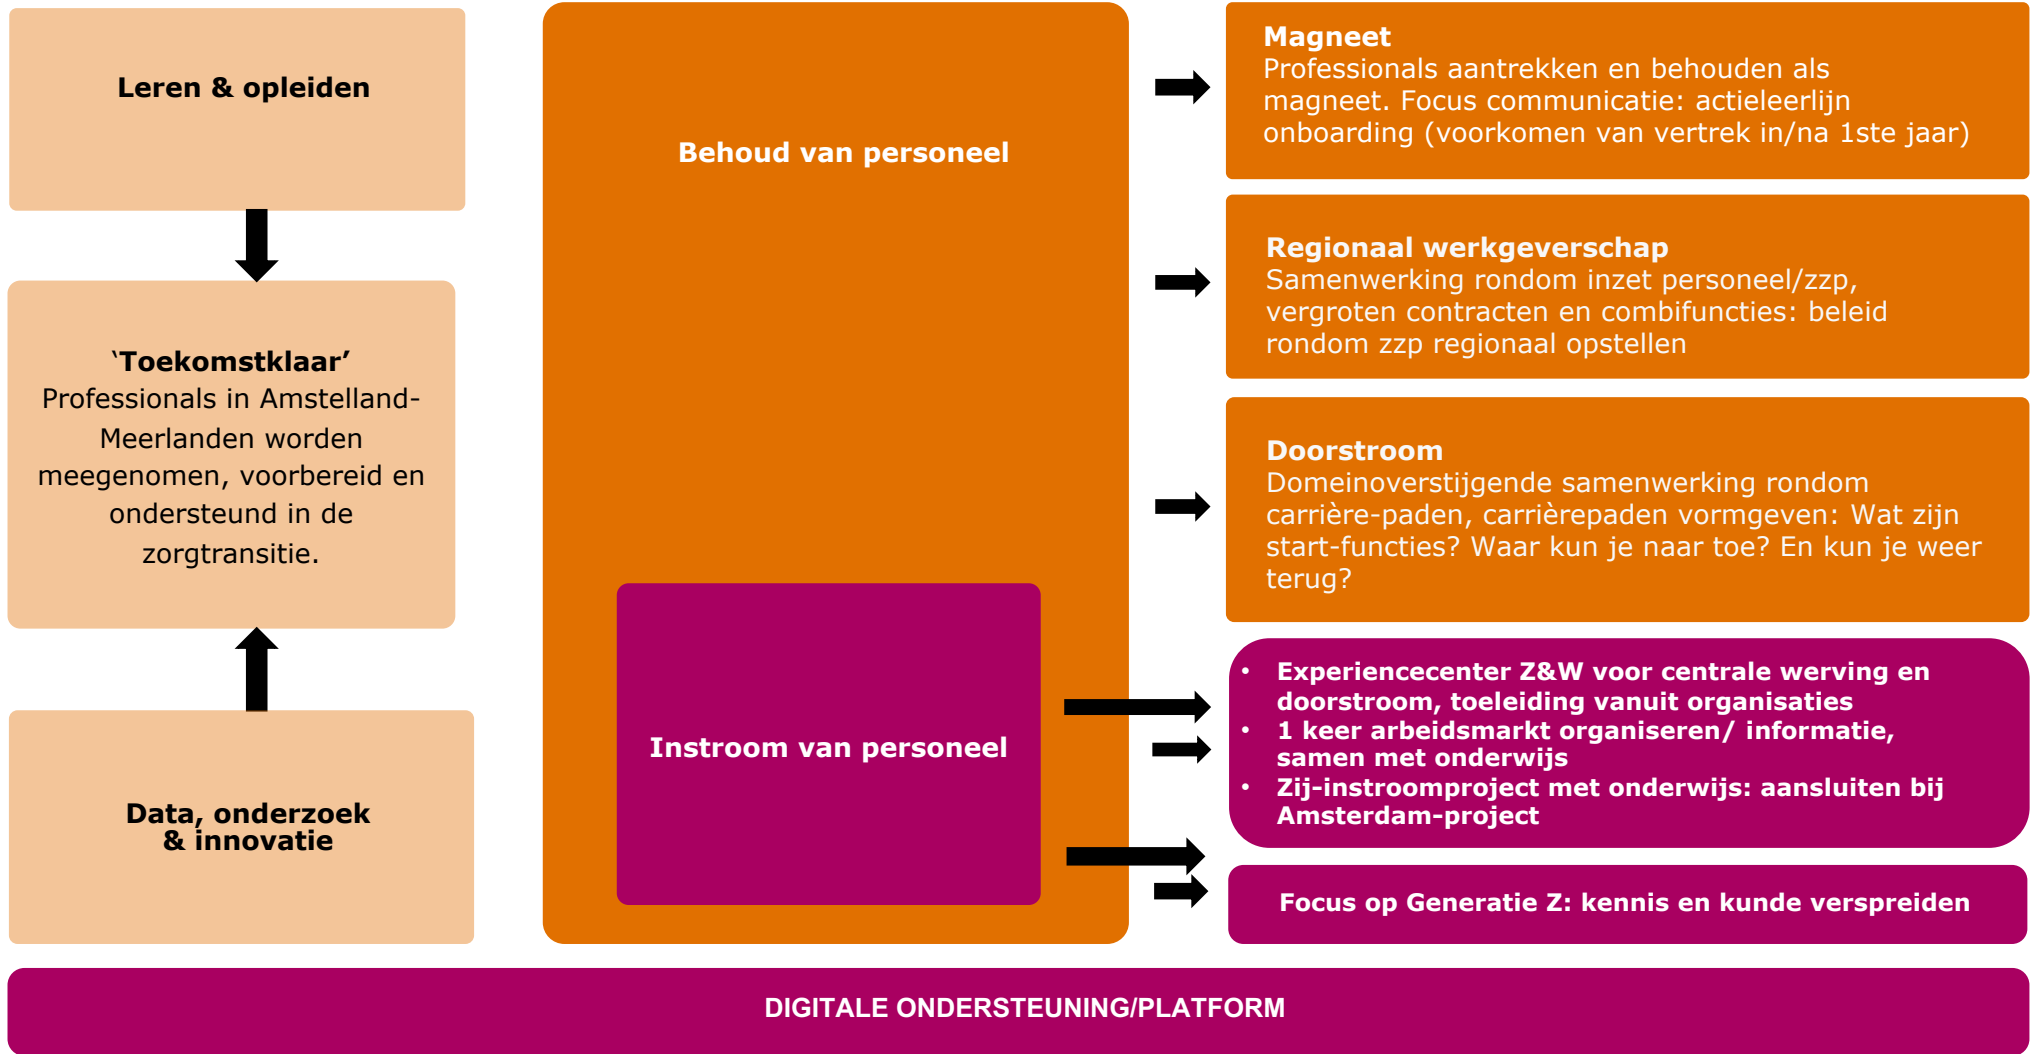 Leren & opleiden
‘Toekomstklaar’
Professionals in Amstelland-
Meerlanden worden
meegenomen, voorbereid en
ondersteund in de
zorgtransitie.
Data, onderzoek
& innovatie
Behoud van personeel
Instroom van personeel
Magneet
Professionals aantrekken en behouden als
magneet. Focus communicatie: actieleerlijn
onboarding (voorkomen van vertrek in/na 1ste jaar)
Regionaal werkgeverschap
Samenwerking rondom inzet personeel/zzp,
vergroten contracten en combifuncties: beleid
rondom zzp regionaal opstellen
Doorstroom
Domeinoverstijgende samenwerking rondom
carrière-paden, carrièrepaden vormgeven: Wat zijn
start-functies? Waar kun je naar toe? En kun je weer
terug?
• Experiencecenter Z&W voor centrale werving en
doorstroom, toeleiding vanuit organisaties
• 1 keer arbeidsmarkt organiseren/ informatie,
samen met onderwijs
• Zij-instroomproject met onderwijs: aansluiten bij
Amsterdam-project
Focus op Generatie Z: kennis en kunde verspreiden
DIGITALE ONDERSTEUNING/PLATFORM